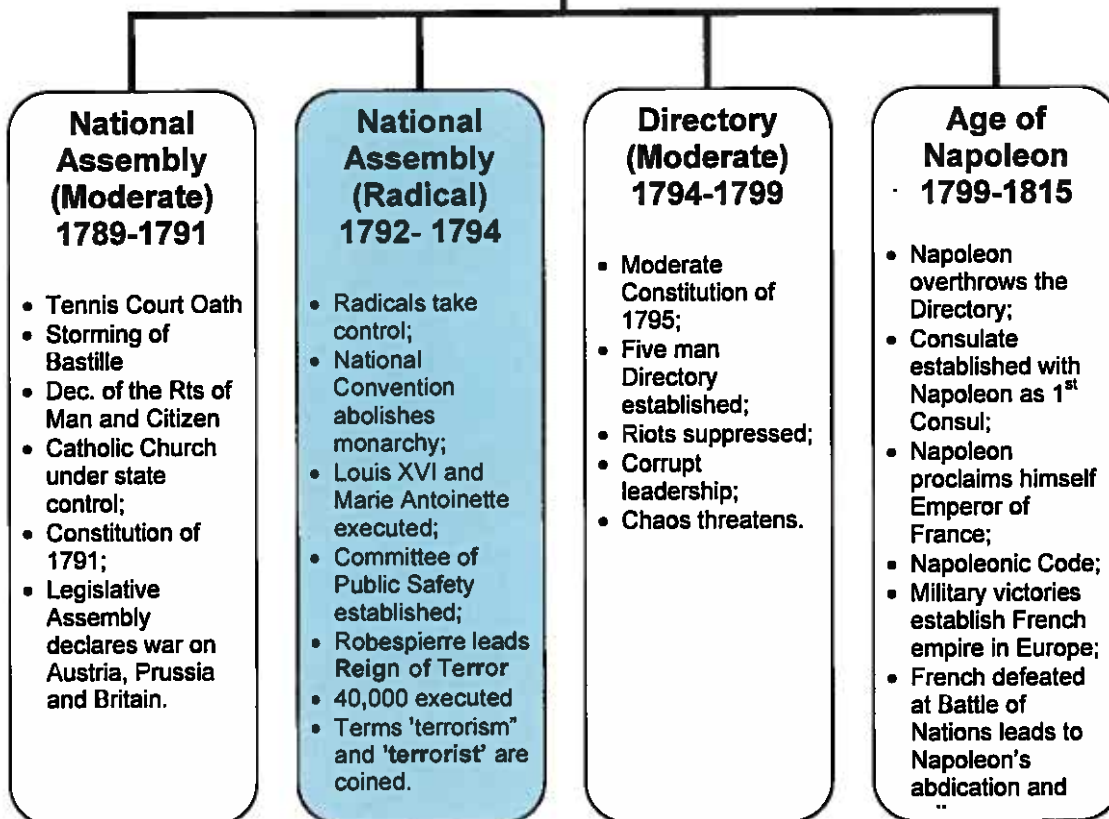 National
Assembly
(Moderate)
1789-1791
• Tennis Court Oath
• Storming of
Bastille
• Dec. of the Rts of
Man and Citizen
• Catholic Church
under state
control;
• Constitution of
1791;
• Legislative
Assembly
declares war on
Austria, Prussia
and Britain.
National
Assembly
(Radical)
1792- 1794
• Radicals take
control;
• National
Convention
abolishes
monarchy;
• Louis XVI and
Marie Antoinette
executed;
• Committee of
Public Safety
established;
• Robespierre leads
Reign of Terror
• 40,000 executed
• Terms 'terrorism"
and 'terrorist' are
coined.
Directory
(Moderate)
1794-1799
• Moderate
Constitution of
1795;
• Five man
Directory
established;
• Riots suppressed;
• Corrupt
leadership;
• Chaos threatens.
Age of
Napoleon
1799-1815
• Napoleon
overthrows the
Directory;
• Consulate
established with
Napoleon as 1st
Consul;
• Napoleon
proclaims himself
Emperor of
France;
• Napoleonic Code;
• Military victories
establish French
empire in Europe;
• French defeated
at Battle of
Nations leads to
Napoleon's
abdication and